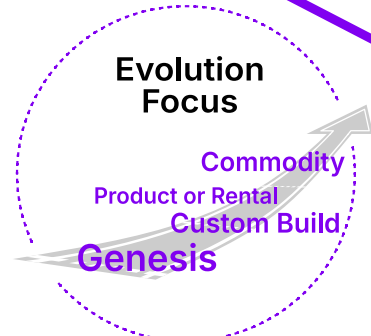 Evolution
Focus
Commodity
Product or Rental
Custom Build
Genesis